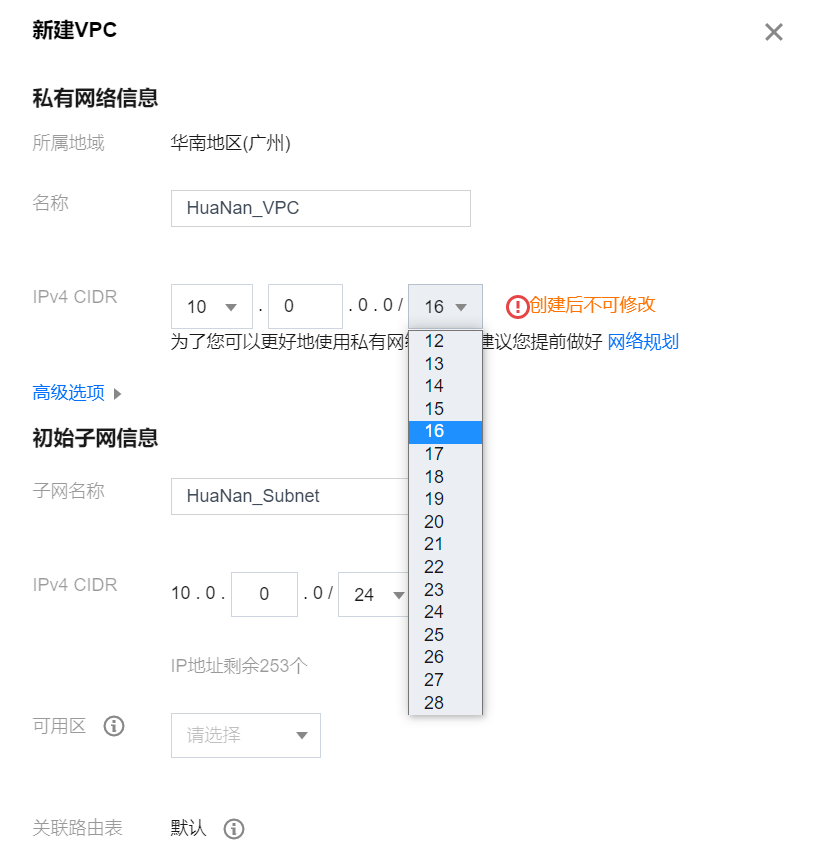 新建VPC
私有网络信息
所属地域 华南地区(广州)
名称 HuaNan_VPC
IPv4 CIDR 10 . 0 . 0 . 0 / 16 创建后不可修改
为了您可以更好地使用私有网 建议您提前做好 网络规划
12
13
14
15
16
17
18
19
20
21
22
23
24
25
26
27
28
高级选项
初始子网信息
子网名称 HuaNan_Subnet
IPv4 CIDR 10 . 0 . 0 . 0 / 24
IP地址剩余253个
可用区 请选择
关联路由表 默认